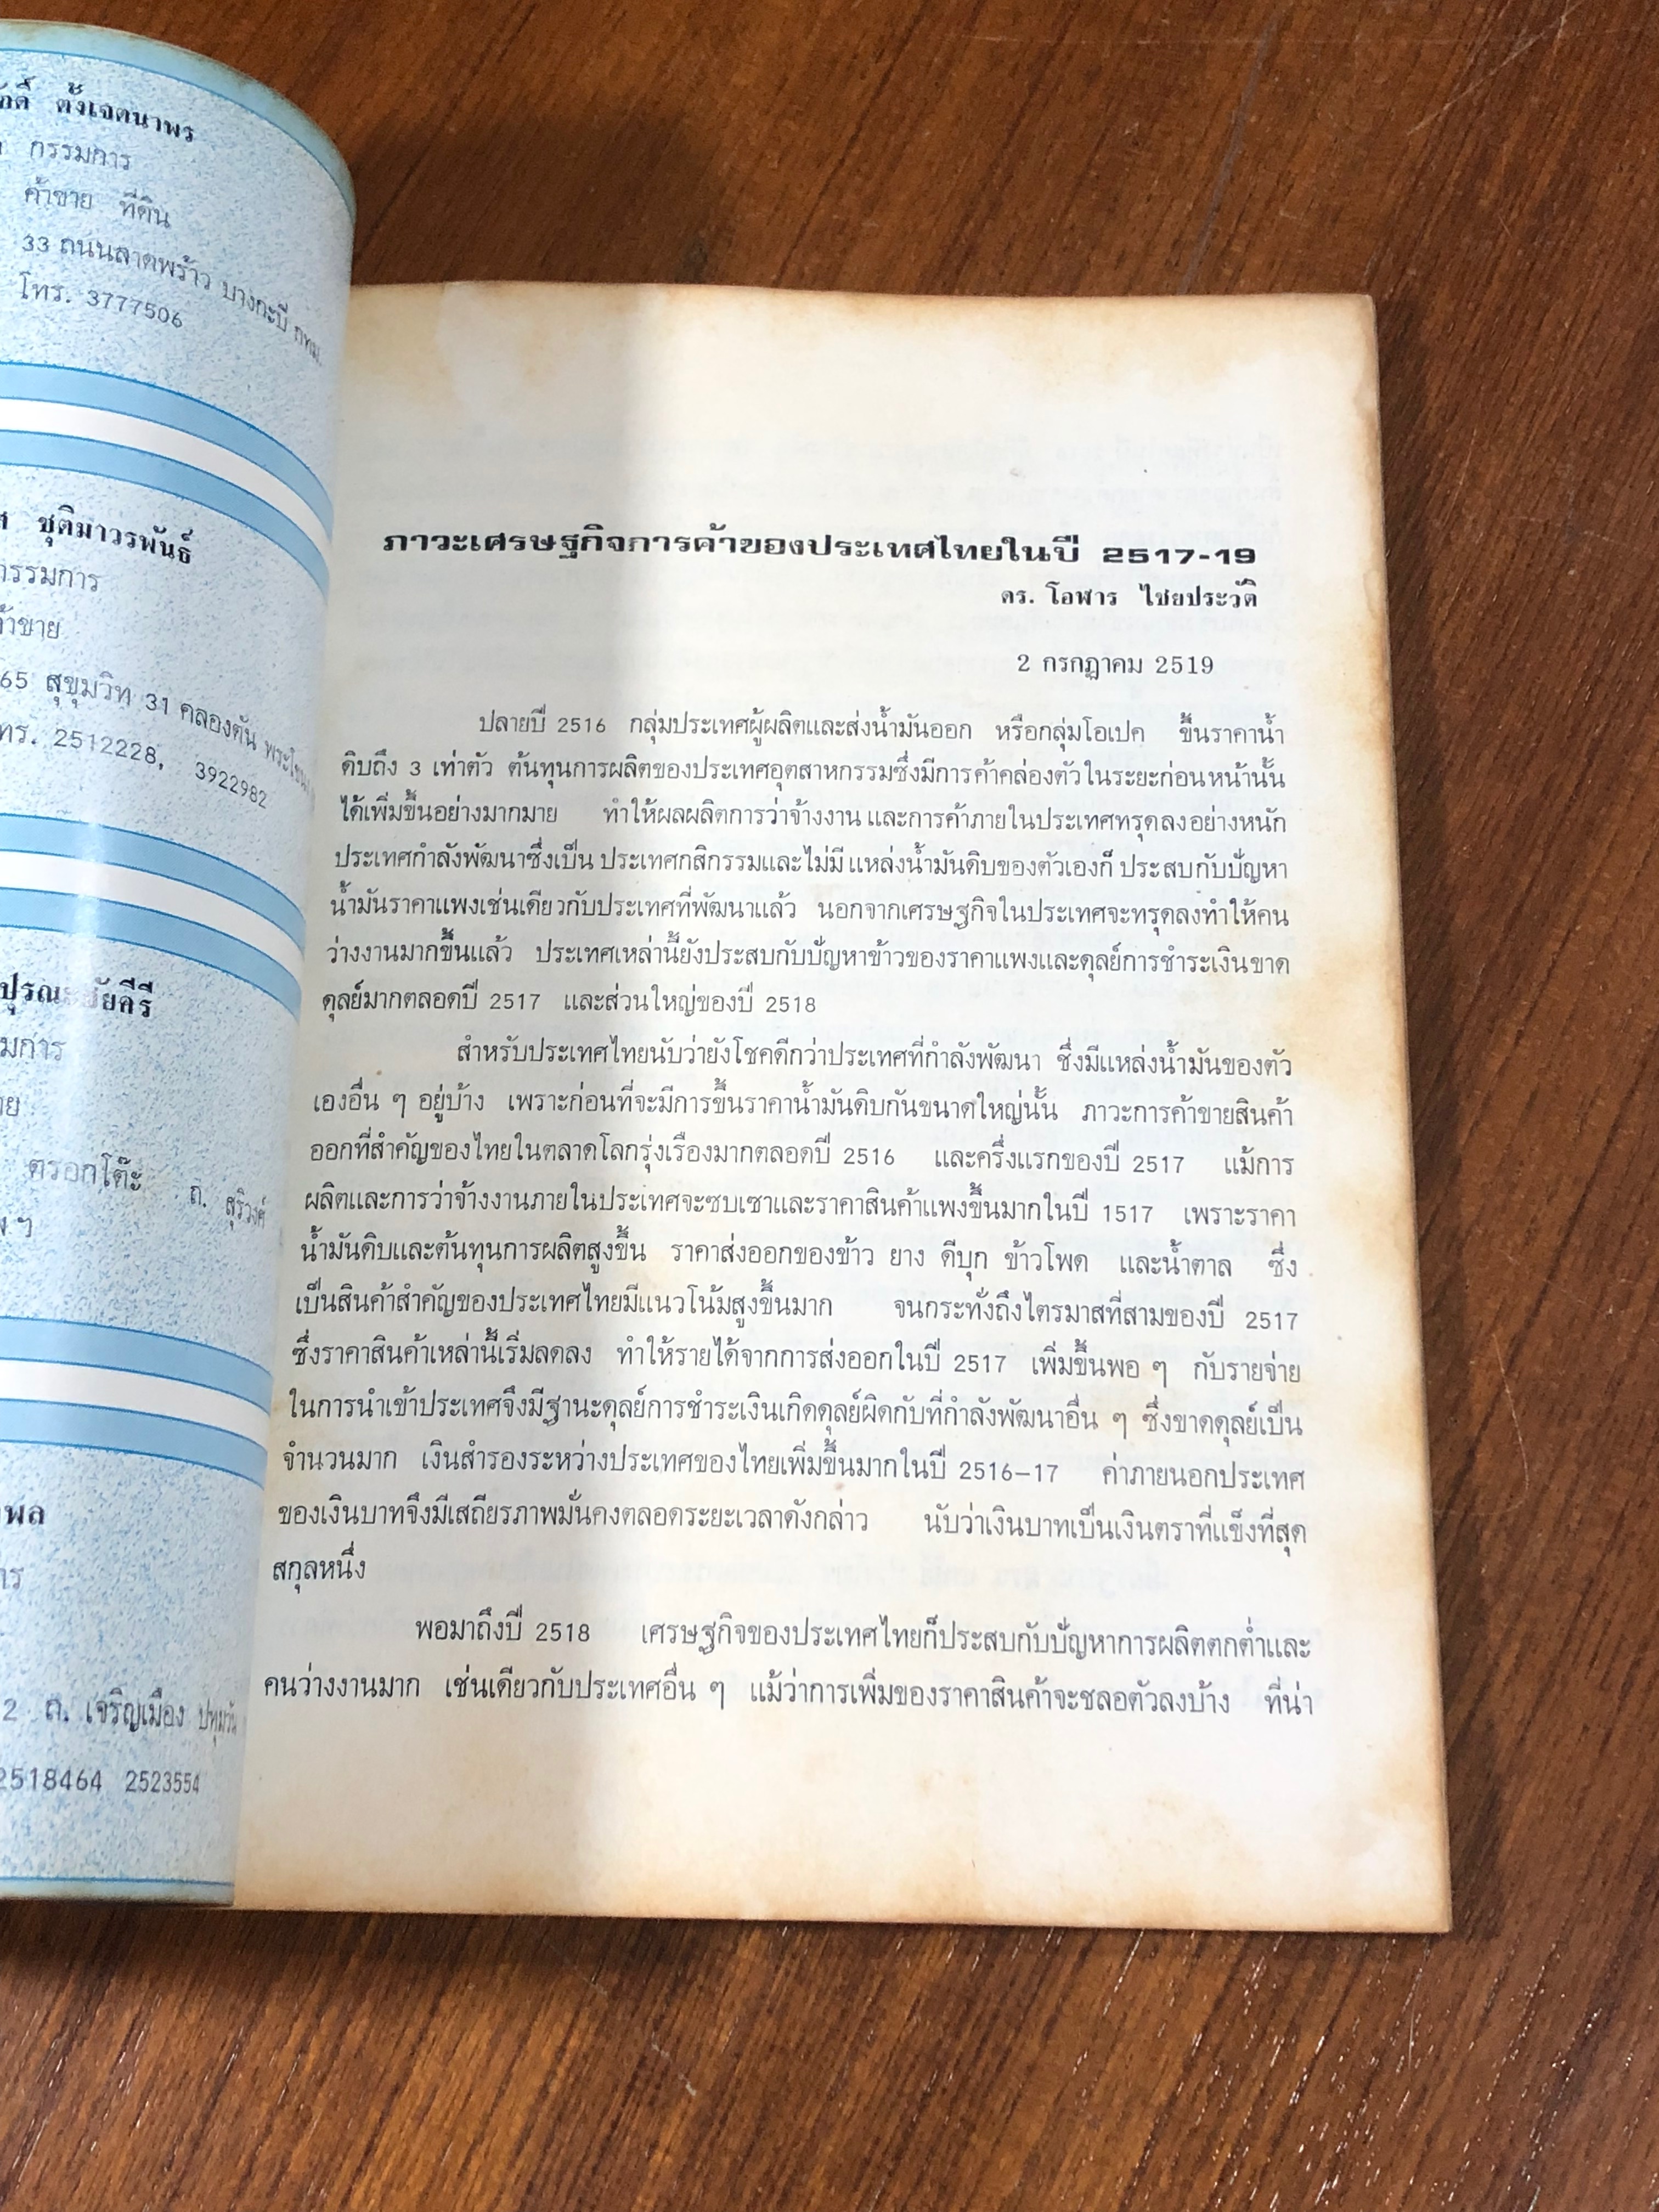 ตั้งเจตนาพร
กรรมการ
ค้าขาย ที่ดิน
33 ถนนลาดพร้าว บางกะปี กทม.
โทร. 3777506
ชุติมาวรพันธ์
กรรมการ
ค้าขาย
65 สุขุมวิท 31 คลองตัน
โทร. 2512228, 3922982
ตรอกโต๊ะ ถ. สุริวงศ์
2 ถ. เจริญเมือง ปทุมวัน
2518464 2523554
ภาวะเศรษฐกิจการค้าของประเทศไทยในปี 2517-19
ดร. โอฬาร ไชยประวัติ
2 กรกฎาคม 2519
ปลายปี 2516 กลุ่มประเทศผู้ผลิตและส่งน้ำมันออก หรือกลุ่มโอเปค ขึ้นราคาน้ำ
ดิบถึง 3 เท่าตัว ต้นทุนการผลิตของประเทศอุตสาหกรรมซึ่งมีการค้าคล่องตัวในระยะก่อนหน้านั้น
ได้เพิ่มขึ้นอย่างมากมาย ทำให้ผลผลิตการว่าจ้างงาน และการค้าภายในประเทศทรุดลงอย่างหนัก
ประเทศกำลังพัฒนาซึ่งเป็น ประเทศกสิกรรมและไม่มี แหล่งน้ำมันดิบของตัวเองก็ ประสบกับปัญหา
น้ำมันราคาแพงเช่นเดียวกับประเทศที่พัฒนาแล้ว นอกจากเศรษฐกิจในประเทศจะทรุดลงทำให้คน
ว่างงานมากขึ้นแล้ว ประเทศเหล่านี้ยังประสบกับปัญหาข้าวของราคาแพงและดุลย์การชำระเงินขาด
ดุลย์มากตลอดปี 2517 และส่วนใหญ่ของปี 2518
สำหรับประเทศไทยนับว่ายังโชคดีกว่าประเทศที่กำลังพัฒนา ซึ่งมีแหล่งน้ำมันของตัว
เองอื่น ๆ อยู่บ้าง เพราะก่อนที่จะมีการขึ้นราคาน้ำมันดิบกันขนาดใหญ่นั้น ภาวะการค้าขายสินค้า
ออกที่สำคัญของไทยในตลาดโลกรุ่งเรืองมากตลอดปี 2516 และครึ่งแรกของปี 2517 แม้การ
ผลิตและการว่าจ้างงานภายในประเทศจะซบเซาและราคาสินค้าแพงขึ้นมากในปี 1517 เพราะราคา
น้ำมันดิบและต้นทุนการผลิตสูงขึ้น ราคาส่งออกของข้าว ยาง ดีบุก ข้าวโพด และน้ำตาล ซึ่ง
เป็นสินค้าสำคัญของประเทศไทยมีแนวโน้มสูงขึ้นมาก จนกระทั่งถึงไตรมาสที่สามของปี 2517
ซึ่งราคาสินค้าเหล่านี้เริ่มลดลง ทำให้รายได้จากการส่งออกในปี 2517 เพิ่มขึ้นพอ ๆ กับรายจ่าย
ในการนำเข้าประเทศจึงมีฐานะดุลย์การชำระเงินเกิดดุลย์ผิดกับที่กำลังพัฒนาอื่น ๆ ซึ่งขาดดุลย์เป็น
จำนวนมาก เงินสำรองระหว่างประเทศของไทยเพิ่มขึ้นมากในปี 2516-17 ค่าภายนอกประเทศ
ของเงินบาทจึงมีเสถียรภาพมั่นคงตลอดระยะเวลาดังกล่าว นับว่าเงินบาทเป็นเงินตราที่แข็งที่สุด
สกุลหนึ่ง
พอมาถึงปี 2518 เศรษฐกิจของประเทศไทยก็ประสบกับปัญหาการผลิตตกต่ำและ
คนว่างงานมาก เช่นเดียวกับประเทศอื่น ๆ แม้ว่าการเพิ่มของราคาสินค้าจะชลอตัวลงบ้าง ที่น่า